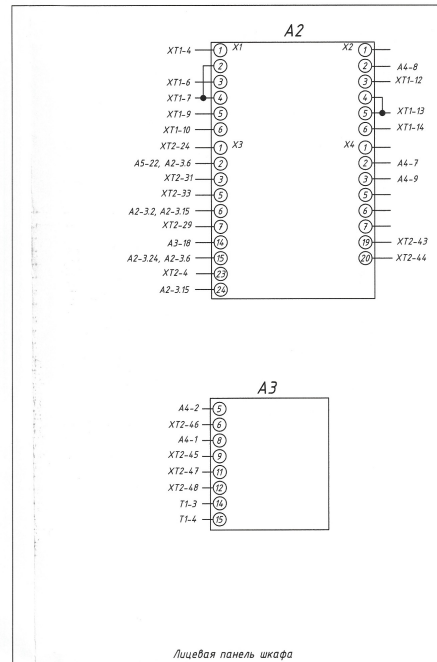 A2
XT1-4 1 X1 X2 1
2 2 A4-8
XT1-6 3 3 XT1-12
XT1-7 4 4
XT1-9 5 5 XT1-13
XT1-10 6 6 XT1-14
XT2-24 1 X3 X4 1
A5-22, A2-3.6 2 2 A4-7
XT2-31 3 3 A4-9
XT2-33 5 5
A2-3.2, A2-3.15 6 6
XT2-29 7 7
A3-18 14 19 XT2-43
A2-3.24, A2-3.6 15 20 XT2-44
XT2-4 23
A2-3.15 24
A3
A4-2 5
XT2-46 6
A4-1 8
XT2-45 9
XT2-47 11
XT2-48 12
T1-3 14
T1-4 15
Лицевая панель шкафа